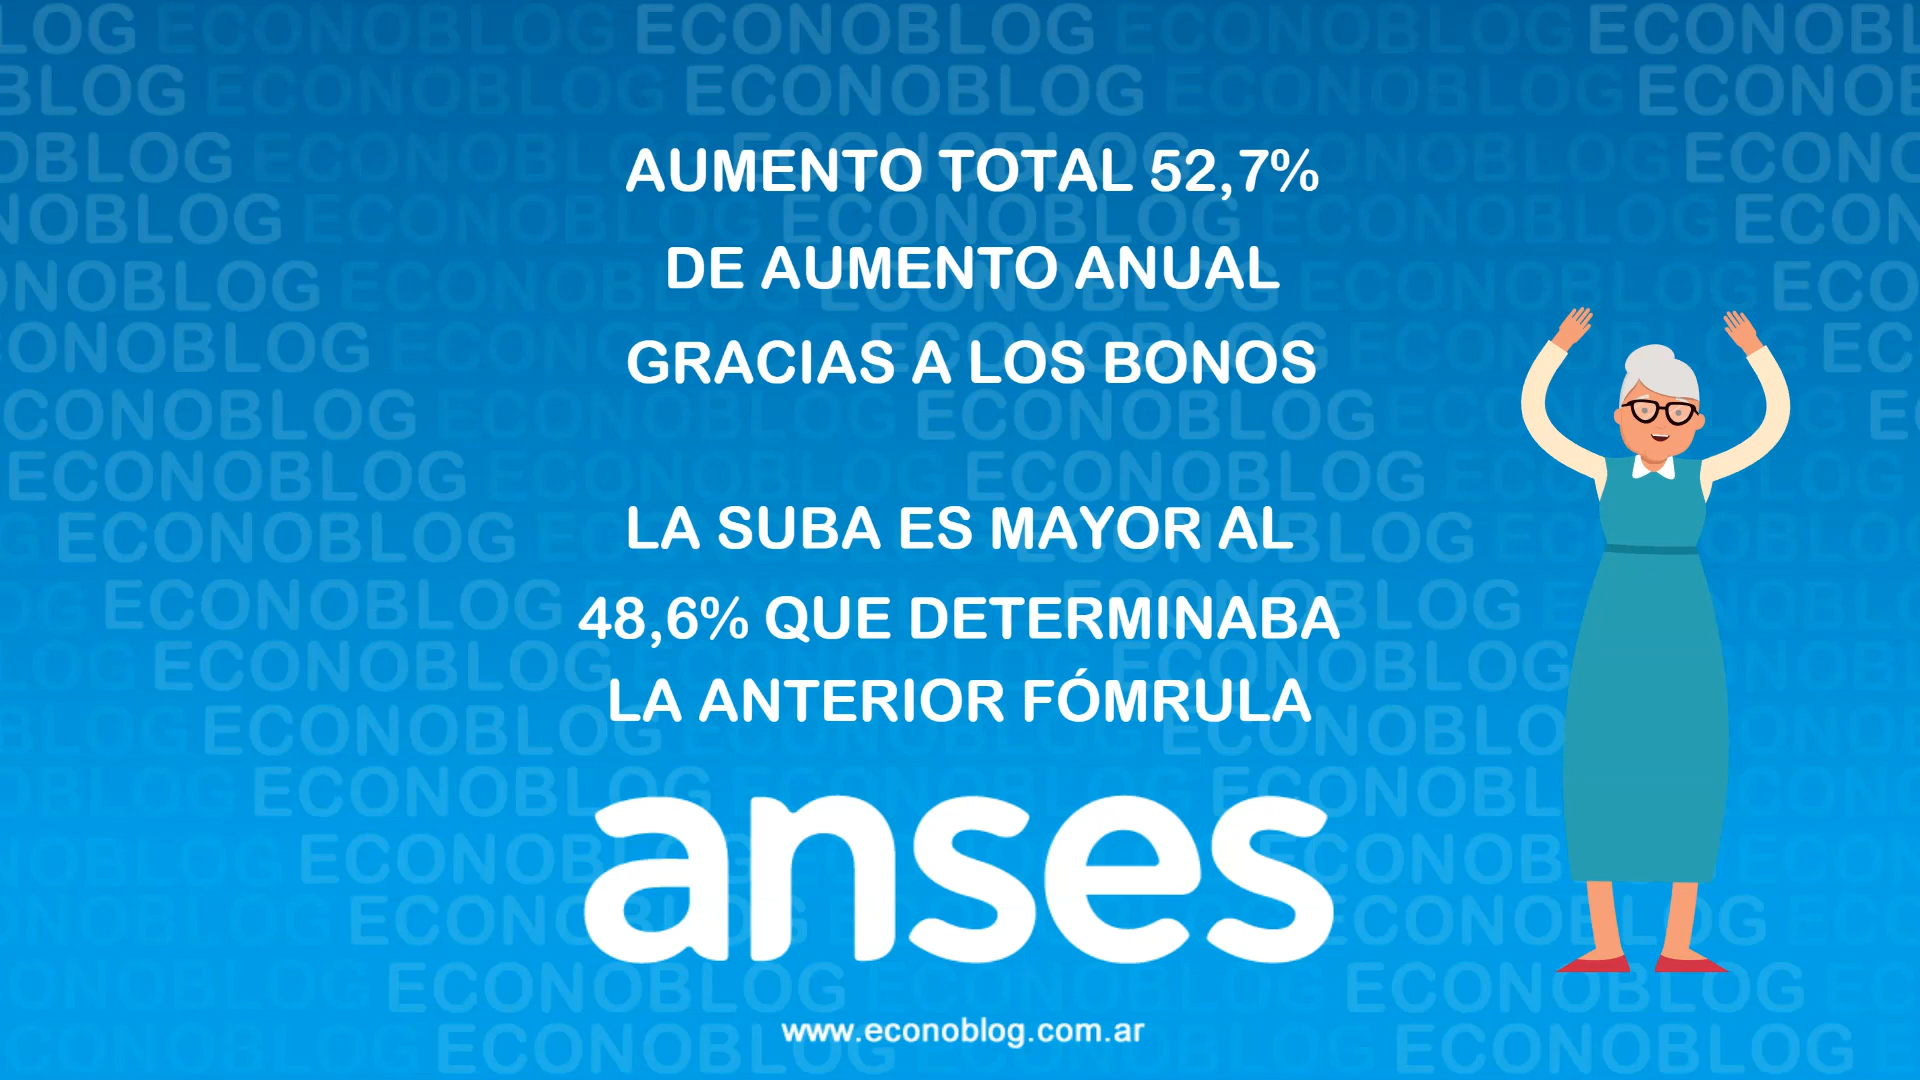 AUMENTO TOTAL 52,7%
DE AUMENTO ANUAL
GRACIAS A LOS BONOS
LA SUBA ES MAYOR AL
48,6% QUE DETERMINABA
LA ANTERIOR FÓMRULA
anses
www.econoblog.com.ar
ECONOBLOG